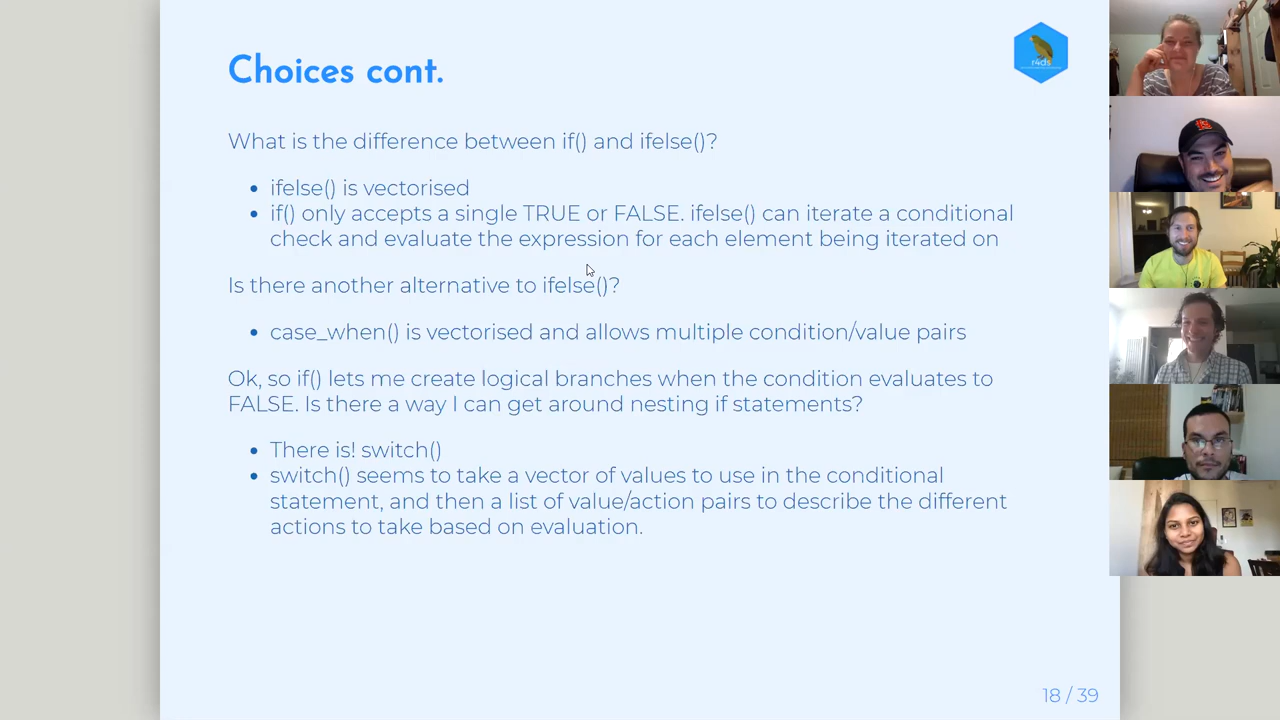 Choices cont.
r4ds
What is the difference between if() and ifelse()?
ifelse() is vectorised
if() only accepts a single TRUE or FALSE. ifelse() can iterate a conditional
check and evaluate the expression for each element being iterated on
Is there another alternative to ifelse()?
case_when() is vectorised and allows multiple condition/value pairs
Ok, so if() lets me create logical branches when the condition evaluates to
FALSE. Is there a way I can get around nesting if statements?
There is! switch()
switch() seems to take a vector of values to use in the conditional
statement, and then a list of value/action pairs to describe the different
actions to take based on evaluation.
18 / 39